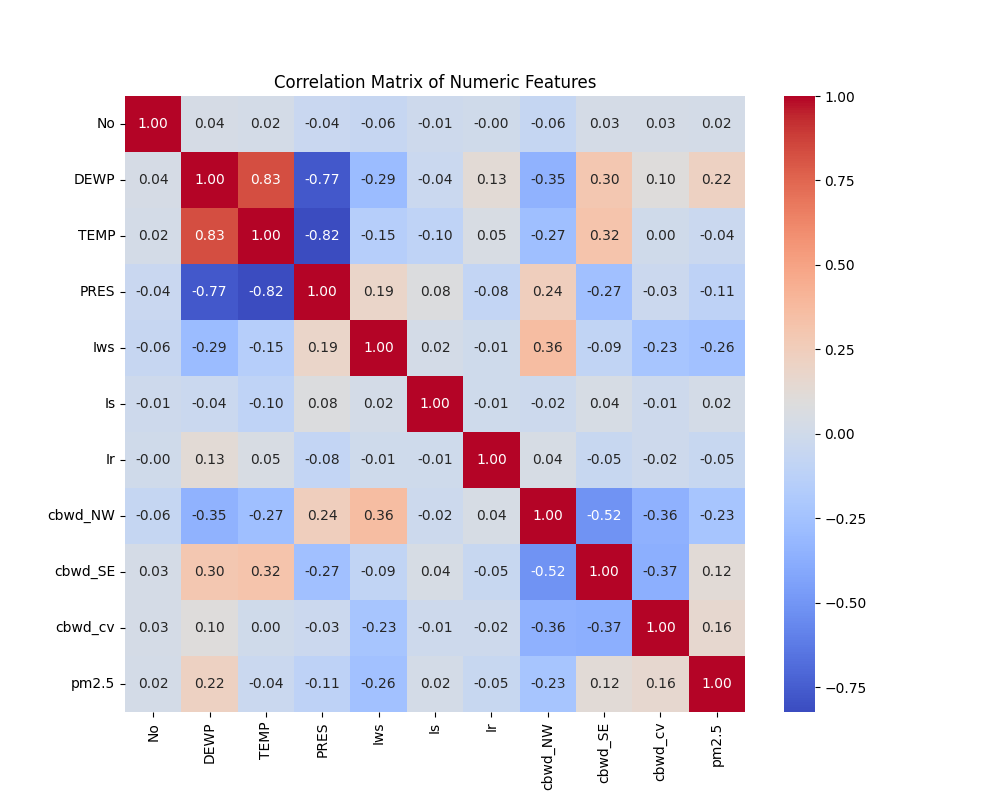 Correlation Matrix of Numeric Features
No 1.00 0.04 0.02 -0.04 -0.06 -0.01 -0.00 -0.06 0.03 0.03 0.02
DEWP 0.04 1.00 0.83 -0.77 -0.29 -0.04 0.13 -0.35 0.30 0.10 0.22
TEMP 0.02 0.83 1.00 -0.82 -0.15 -0.10 0.05 -0.27 0.32 0.00 -0.04
PRES -0.04 -0.77 -0.82 1.00 0.19 0.08 -0.08 0.24 -0.27 -0.03 -0.11
Iws -0.06 -0.29 -0.15 0.19 1.00 0.02 -0.01 0.36 -0.09 -0.23 -0.26
Is -0.01 -0.04 -0.10 0.08 0.02 1.00 -0.01 -0.02 0.04 -0.01 0.02
Ir -0.00 0.13 0.05 -0.08 -0.01 -0.01 1.00 0.04 -0.05 -0.02 -0.05
cbwd_NW -0.06 -0.35 -0.27 0.24 0.36 -0.02 0.04 1.00 -0.52 -0.36 -0.23
cbwd_SE 0.03 0.30 0.32 -0.27 -0.09 0.04 -0.05 -0.52 1.00 -0.37 0.12
cbwd_cv 0.03 0.10 0.00 -0.03 -0.23 -0.01 -0.02 -0.36 -0.37 1.00 0.16
pm2.5 0.02 0.22 -0.04 -0.11 -0.26 0.02 -0.05 -0.23 0.12 0.16 1.00
No DEWP TEMP PRES Iws Is Ir cbwd_NW cbwd_SE cbwd_cv pm2.5
1.00
0.75
0.50
0.25
0.00
−0.25
−0.50
−0.75